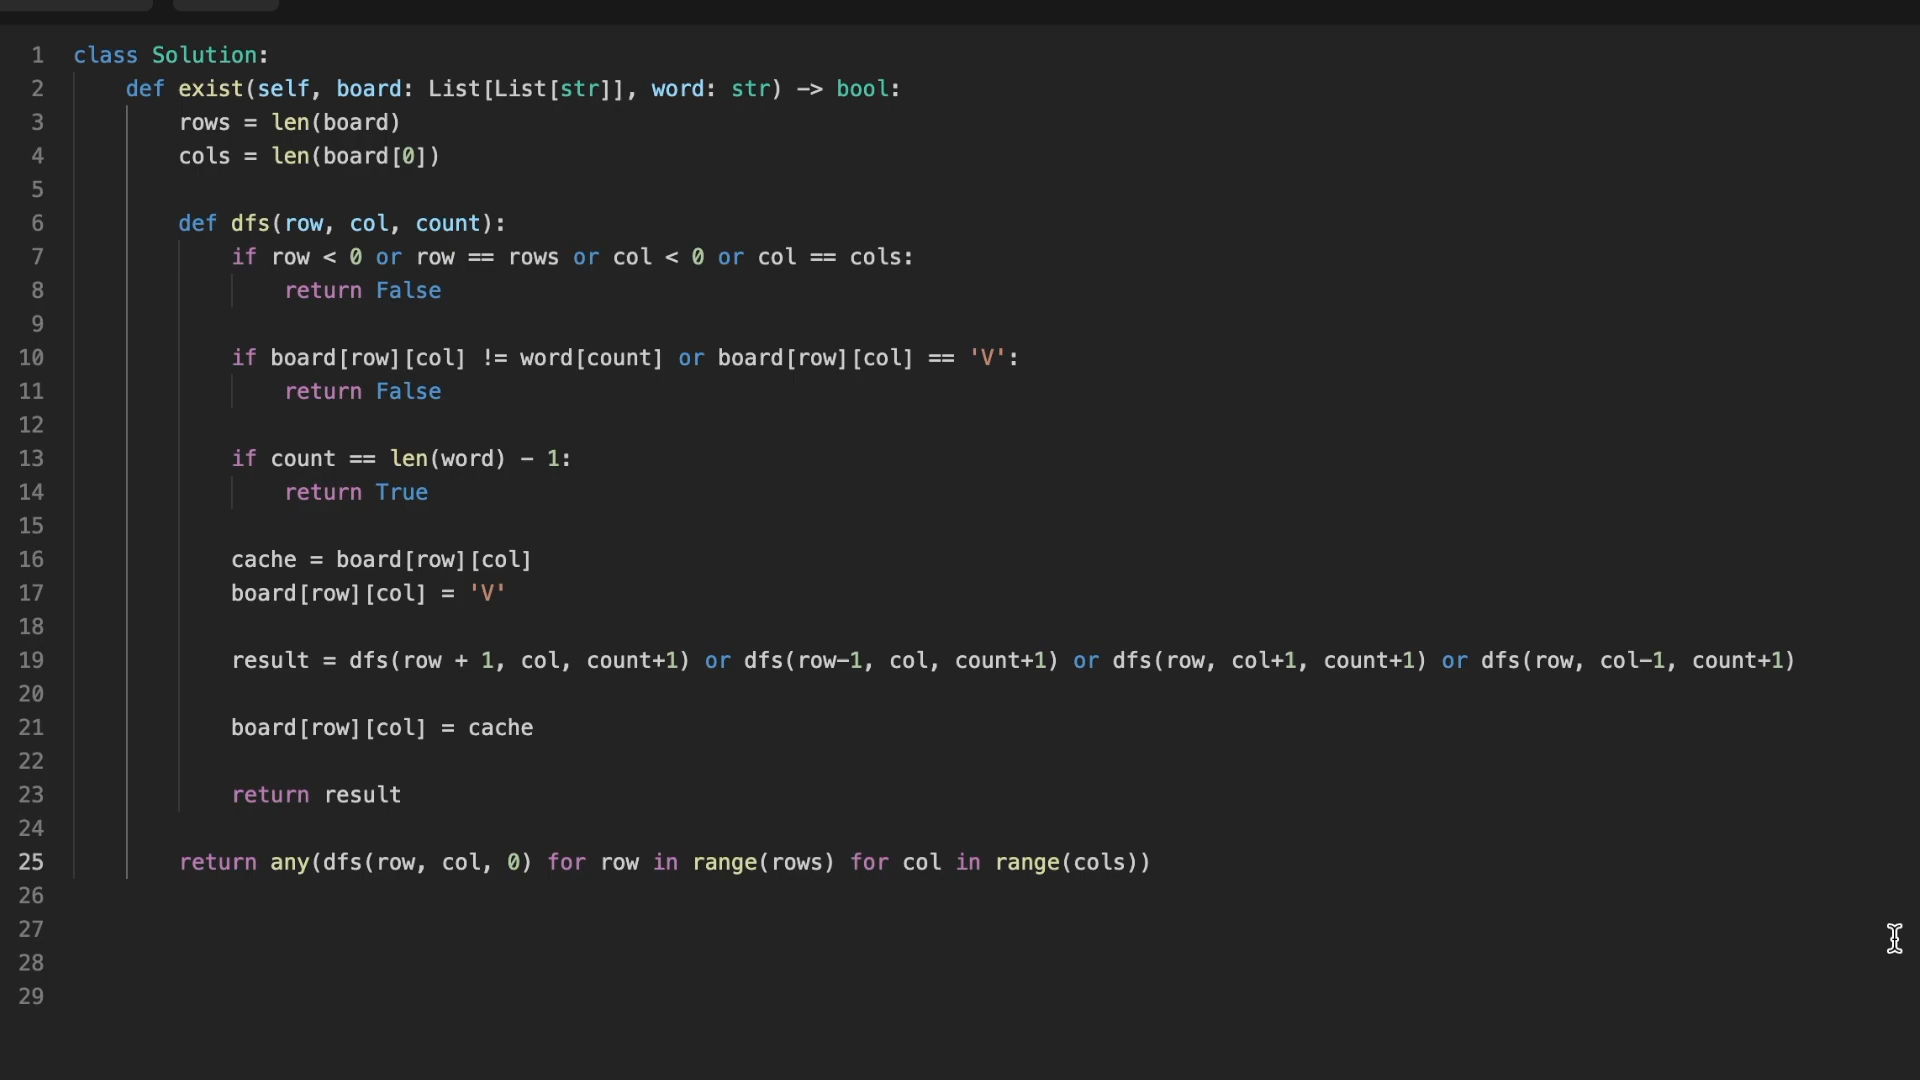 1 class Solution:
2     def exist(self, board: List[List[str]], word: str) -> bool:
3         rows = len(board)
4         cols = len(board[0])
5
6         def dfs(row, col, count):
7             if row < 0 or row == rows or col < 0 or col == cols:
8                 return False
9
10             if board[row][col] != word[count] or board[row][col] == 'V':
11                 return False
12
13             if count == len(word) - 1:
14                 return True
15
16             cache = board[row][col]
17             board[row][col] = 'V'
18
19             result = dfs(row + 1, col, count+1) or dfs(row-1, col, count+1) or dfs(row, col+1, count+1) or dfs(row, col-1, count+1)
20
21             board[row][col] = cache
22
23             return result
24
25         return any(dfs(row, col, 0) for row in range(rows) for col in range(cols))
26
27
28
29